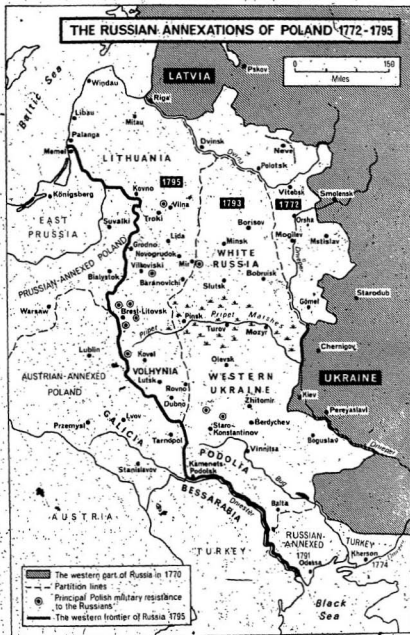 THE RUSSIAN ANNEXATIONS OF POLAND 1772-1795
Baltic Sea
Windau
LATVIA
Pskov
0 150
Miles
Riga
Libau
Mitau
Palanga
Memel
Dvinsk
Nevel
Polotsk
LITHUANIA
Vitebsk
Smolensk
1795
1793
1772
Königsberg
Kovno
Vilna
Troki
EAST
PRUSSIA
Suvalki
Orsha
Borisov
Mogilev
Mstislav
Lida
Grodno
Novogrudok
Minsk
PRUSSIAN-ANNEXED POLAND
Vilkoviski
Mir
WHITE
RUSSIA
Dnieper
Bialystok
Baranovichi
Bobruisk
Slutsk
Gomel
Starodub
Warsaw
Brest-Litovsk
Pinsk
Pripet Marshes
Pripet
Turov
Mozyr
Chernigov
Lublin
Kovel
Olevsk
AUSTRIAN-ANNEXED
POLAND
VOLHYNIA
Lutsk
Rovno
WESTERN
UKRAINE
UKRAINE
Kiev
Dubno
Zhitomir
Pereyaslavl
Przemysl
Lvov
GALICIA
Berdychev
Staro-
Konstantinov
Boguslav
Dnieper
Tarnopol
Vinnitsa
Stanislavov
PODOLIA
Kamenets-
Podolsk
Bug
BESSARABIA
Dniester
Balta
AUSTRIA
TURKEY
RUSSIAN-
ANNEXED
1791
Odessa
TURKEY
Kherson
1774
Black
Sea
The western part of Russia in 1770
Partition lines
Principal Polish military resistance
to the Russians
The western frontier of Russia 1795